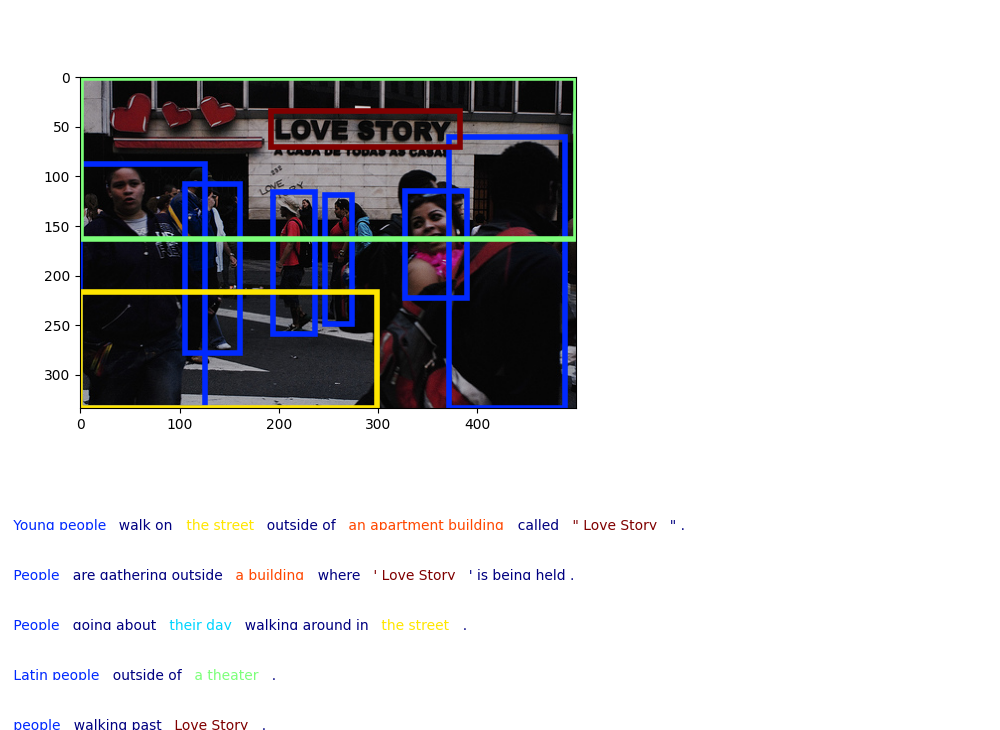 0
50
100
150
200
250
300
0 100 200 300 400
LOVE STORY
A CASA DE TODAS AS CASAS
LOVE
STORY
Young people walk on the street outside of an apartment building called " Love Story " .
People are gathering outside a building where ' Love Story ' is being held .
People going about their day walking around in the street .
Latin people outside of a theater .
people walking past Love Story .